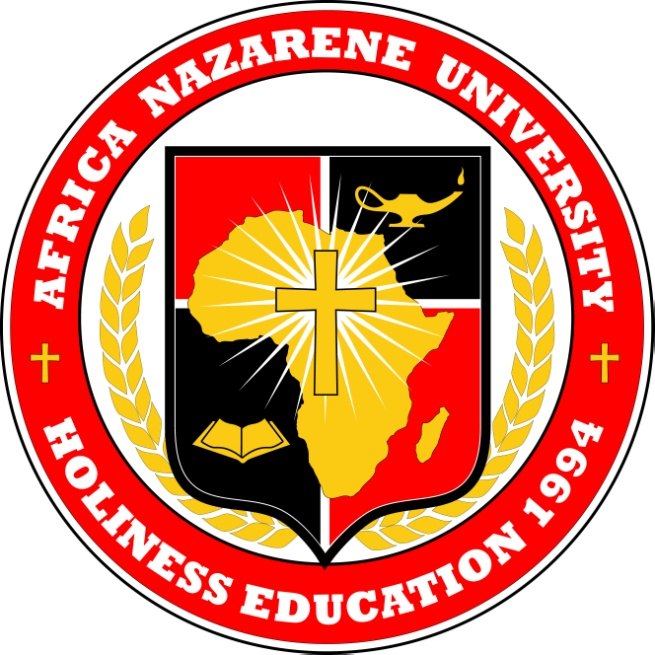 AFRICA NAZARENE UNIVERSITY
HOLINESS EDUCATION 1994